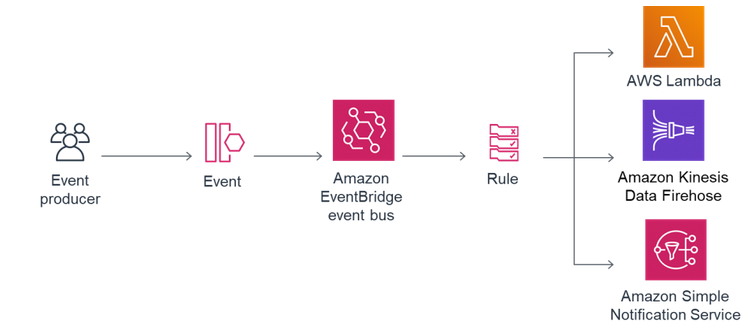 Event
producer
Event
Amazon
EventBridge
event bus
Rule
AWS Lambda
Amazon Kinesis
Data Firehose
Amazon Simple
Notification Service